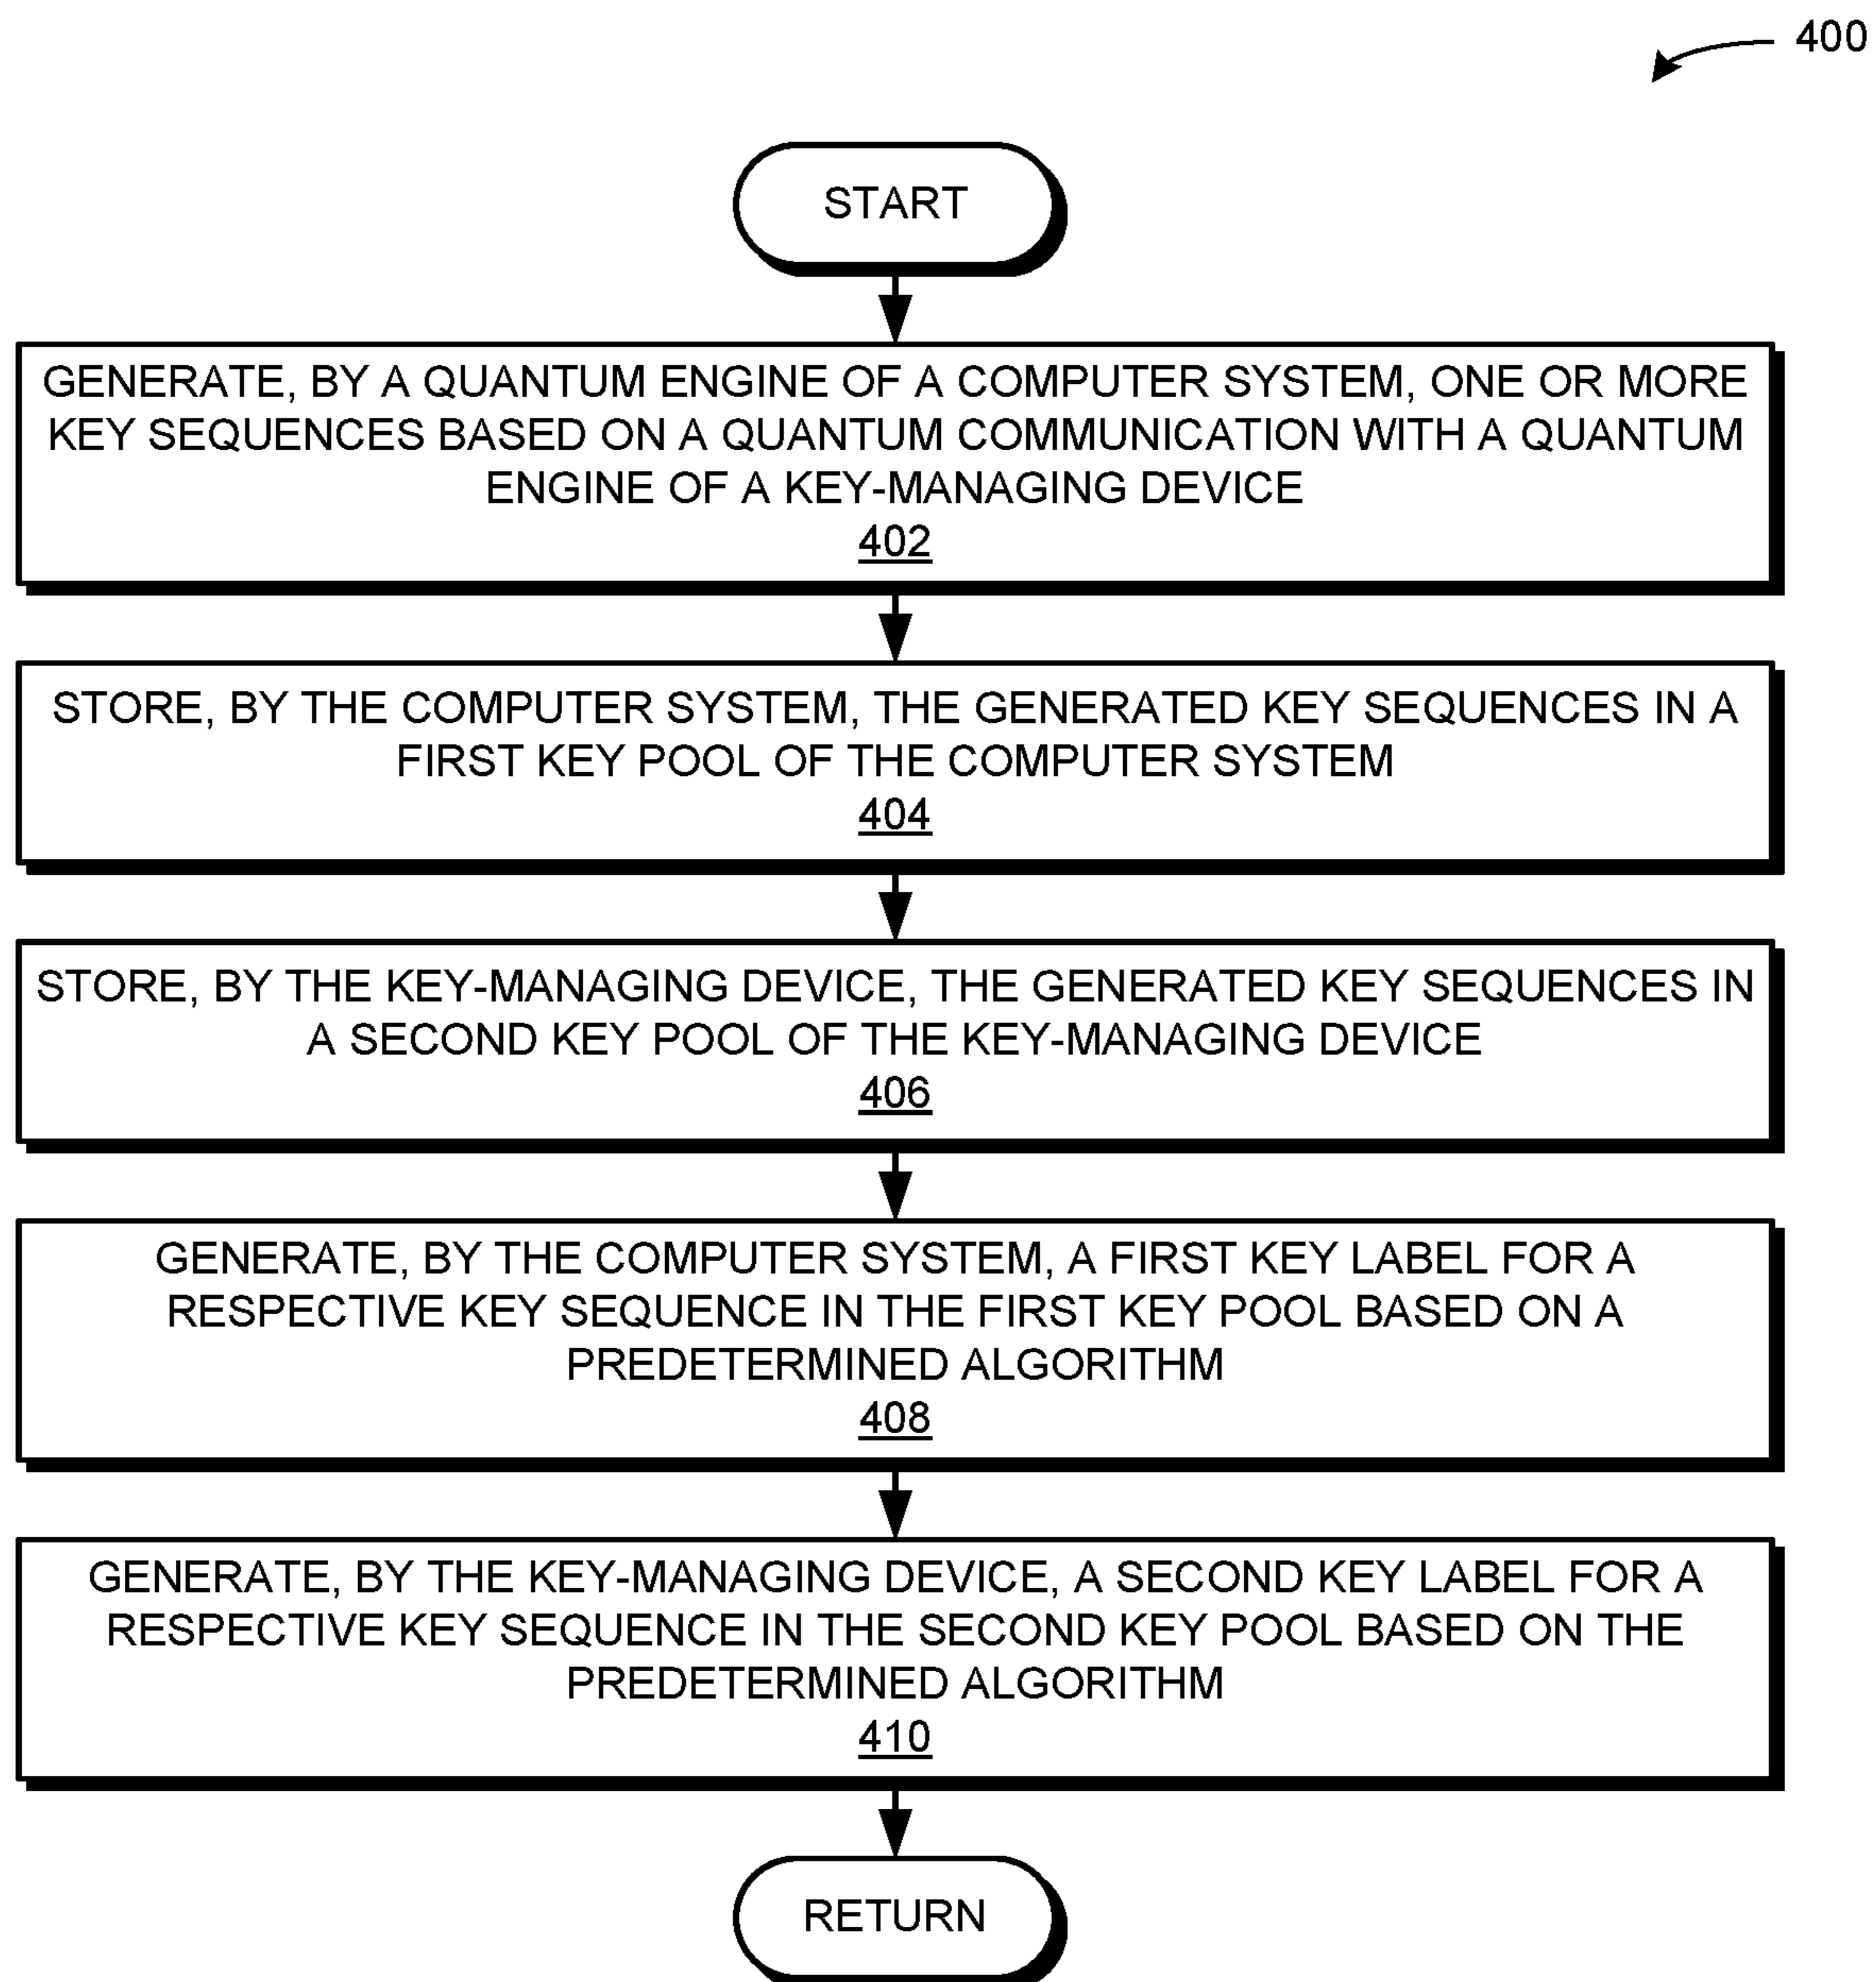 400
START
GENERATE, BY A QUANTUM ENGINE OF A COMPUTER SYSTEM, ONE OR MORE
KEY SEQUENCES BASED ON A QUANTUM COMMUNICATION WITH A QUANTUM
ENGINE OF A KEY-MANAGING DEVICE
402
STORE, BY THE COMPUTER SYSTEM, THE GENERATED KEY SEQUENCES IN A
FIRST KEY POOL OF THE COMPUTER SYSTEM
404
STORE, BY THE KEY-MANAGING DEVICE, THE GENERATED KEY SEQUENCES IN
A SECOND KEY POOL OF THE KEY-MANAGING DEVICE
406
GENERATE, BY THE COMPUTER SYSTEM, A FIRST KEY LABEL FOR A
RESPECTIVE KEY SEQUENCE IN THE FIRST KEY POOL BASED ON A
PREDETERMINED ALGORITHM
408
GENERATE, BY THE KEY-MANAGING DEVICE, A SECOND KEY LABEL FOR A
RESPECTIVE KEY SEQUENCE IN THE SECOND KEY POOL BASED ON THE
PREDETERMINED ALGORITHM
410
RETURN